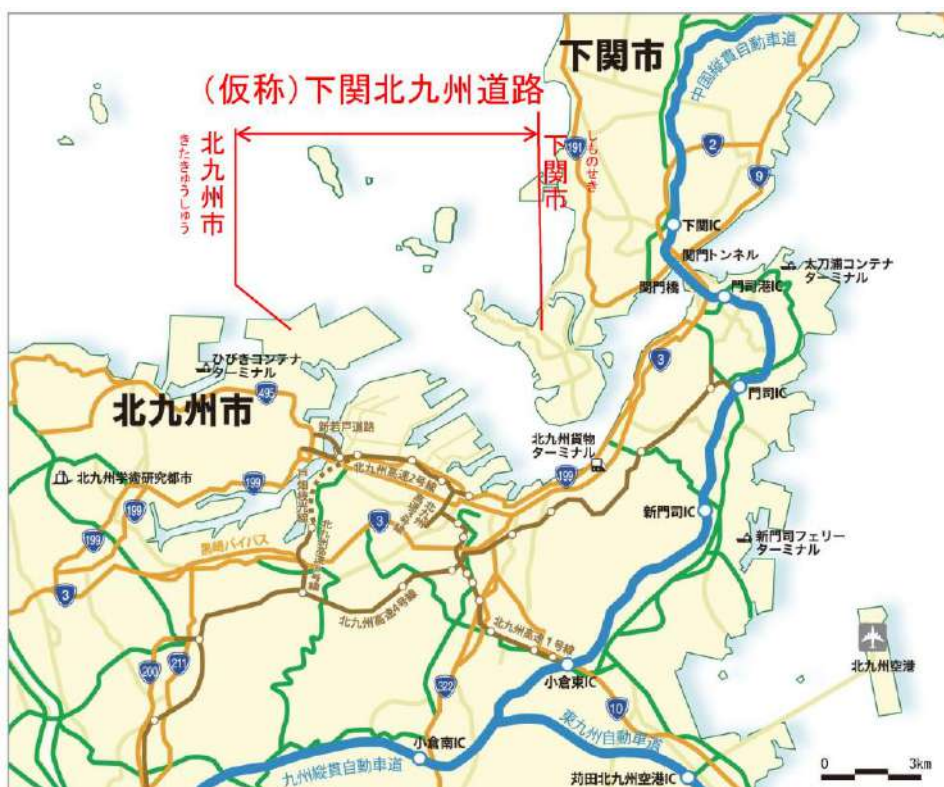 下関市
中国縦貫自動車道
(仮称)下関北九州道路
北九州市
きたきゅうしゅう
下関市
しものせき
191
2
9
下関IC
関門トンネル
関門橋
門司港IC
太刀浦コンテナ
ターミナル
3
門司IC
ひびきコンテナ
ターミナル
495
北九州市
新若戸道路
北九州貨物
ターミナル
199
北九州高速2号線
北九州学術研究都市
199
199
199
戸畑枝光線
3
新門司IC
新門司フェリー
ターミナル
黒崎バイパス
3
北九州高速4号線
北九州高速1号線
200
211
322
小倉東IC
北九州空港
10
小倉南IC
東九州自動車道
九州縦貫自動車道
苅田北九州空港IC
0 3km